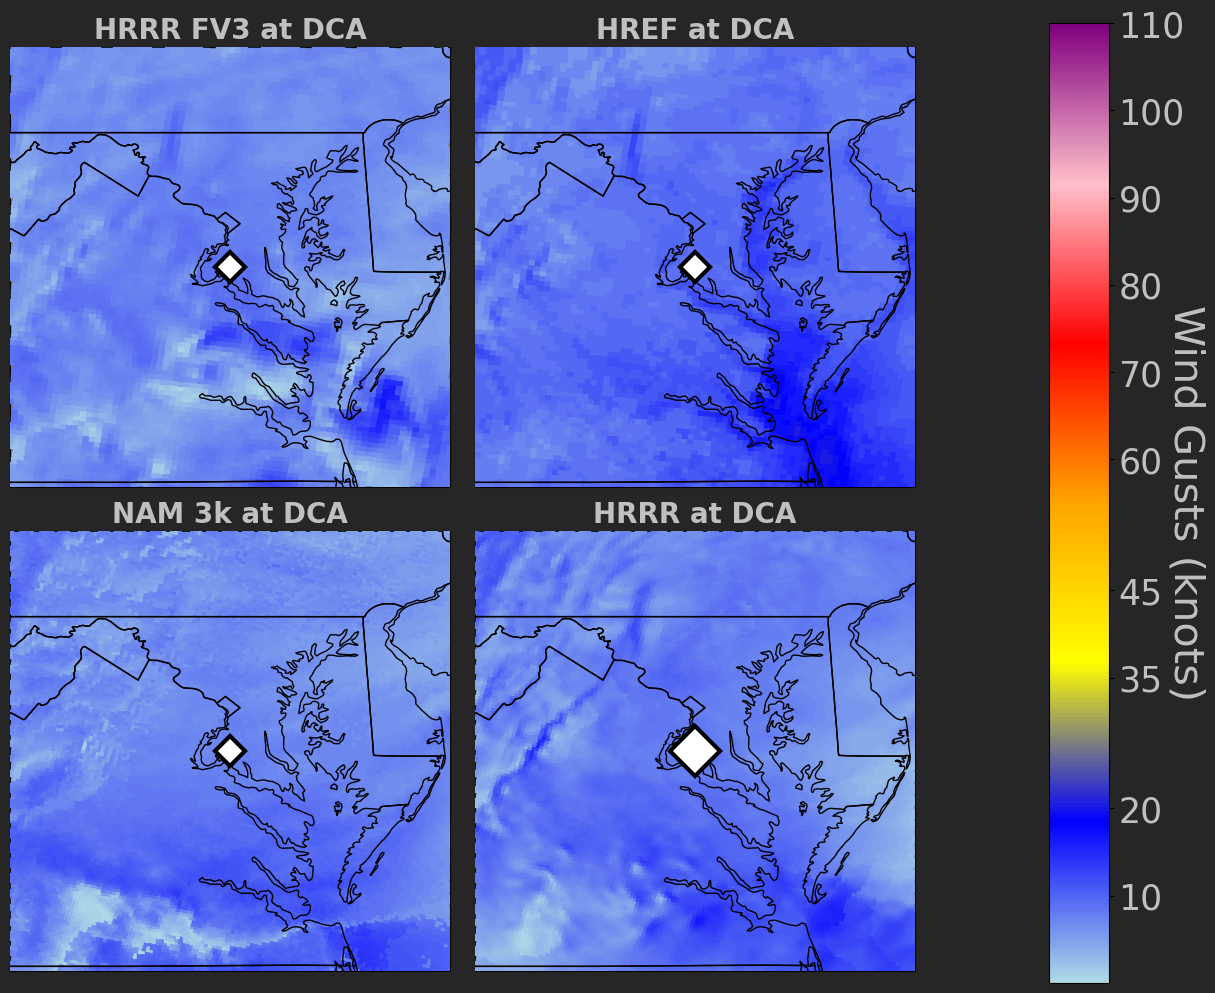 HRRR FV3 at DCA
HREF at DCA
NAM 3k at DCA
HRRR at DCA
110
100
90
80
70
60
45
35
20
10
Wind Gusts (knots)